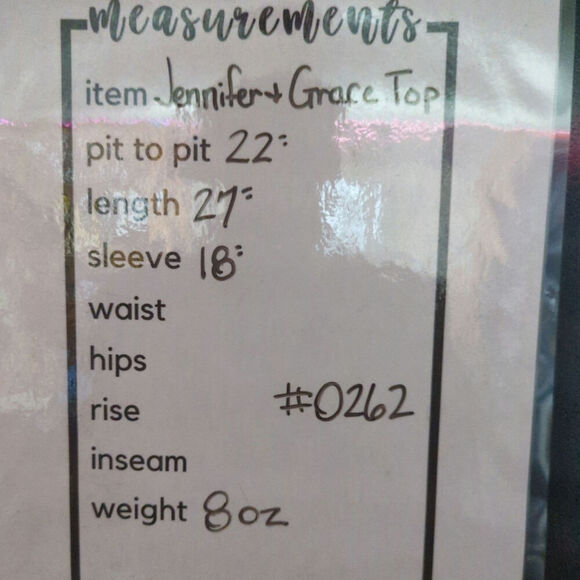 measurements
item Jennifer + Grace Top
pit to pit 22"
length 27"
sleeve 18"
waist
hips
rise #0262
inseam
weight 8oz